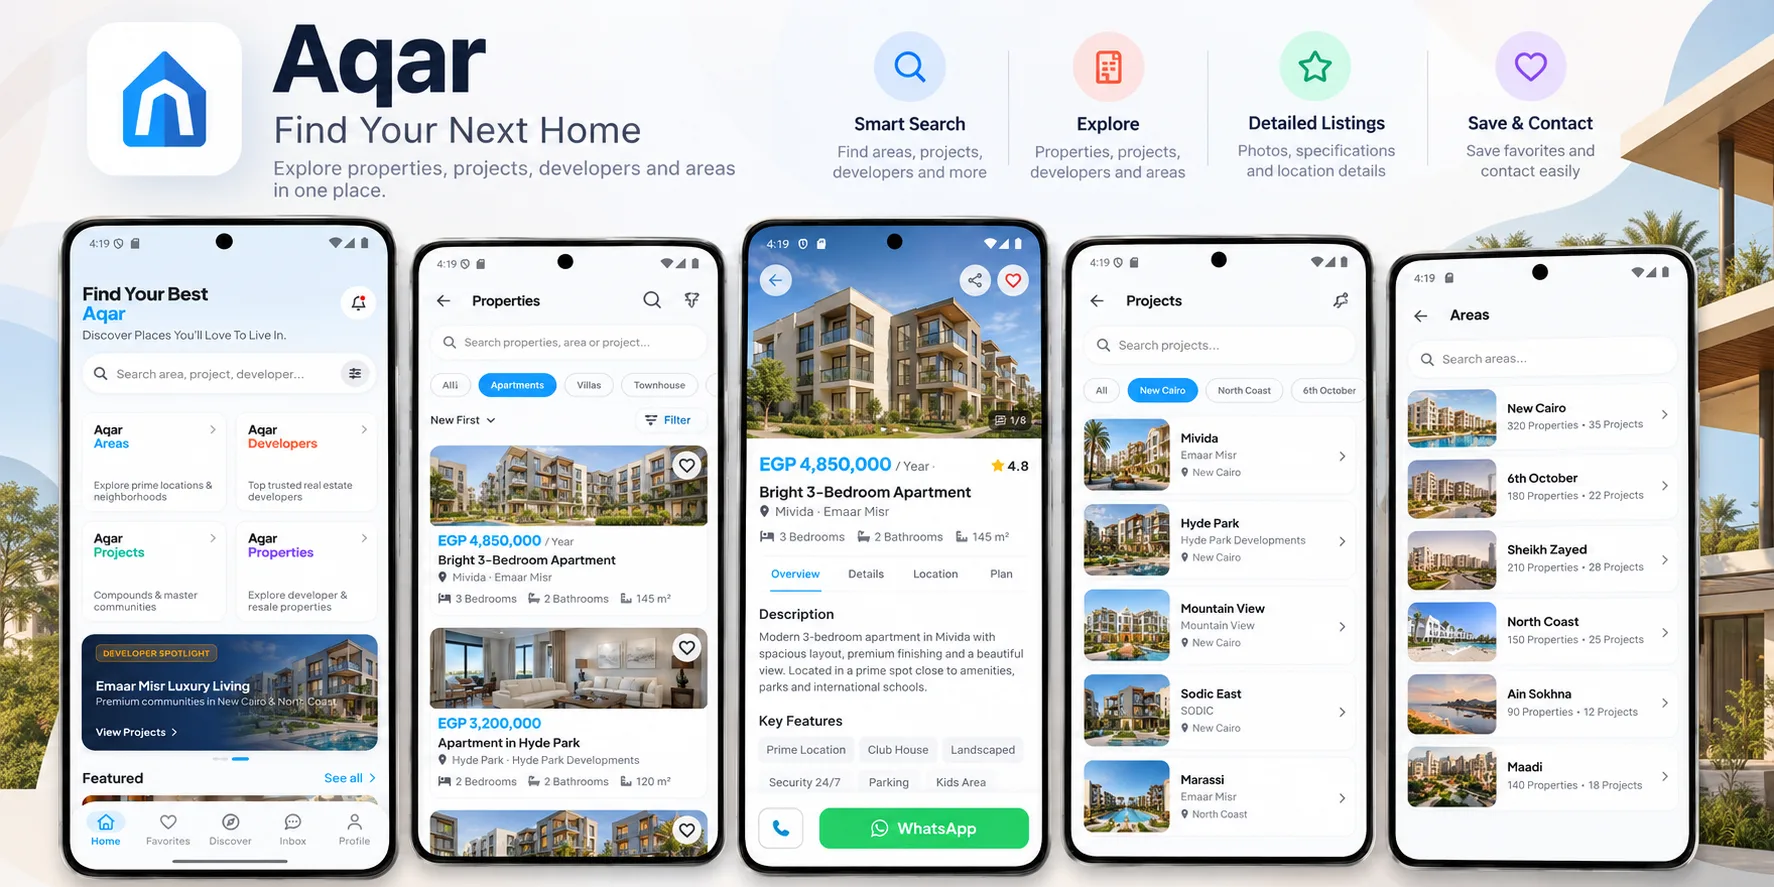 Aqar
Find Your Next Home
Explore properties, projects, developers and areas
in one place.
Smart Search
Find areas, projects,
developers and more
Explore
Properties, projects,
developers and areas
Detailed Listings
Photos, specifications
and location details
Save & Contact
Save favorites and
contact easily
4:19
Find Your Best
Aqar
Discover Places You'll Love To Live In.
Search area, project, developer...
Aqar
Areas
Explore prime locations &
neighborhoods
Aqar
Developers
Top trusted real estate
developers
Aqar
Projects
Compounds & master
communities
Aqar
Properties
Explore developer &
resale properties
DEVELOPER SPOTLIGHT
Emaar Misr Luxury Living
Premium communities in New Cairo & North Coast
View Projects
Featured
See all
Home
Favorites
Discover
Inbox
Profile
4:19
Properties
Search properties, area or project...
Apartments
Villas
Townhouse
New First
Filter
EGP 4,850,000 / Year
Bright 3-Bedroom Apartment
Mivida · Emaar Misr
3 Bedrooms
2 Bathrooms
145 m²
EGP 3,200,000
Apartment in Hyde Park
Hyde Park · Hyde Park Developments
2 Bedrooms
2 Bathrooms
120 m²
4:19
1/8
EGP 4,850,000 / Year ·
4.8
Bright 3-Bedroom Apartment
Mivida · Emaar Misr
3 Bedrooms
2 Bathrooms
145 m²
Overview
Details
Location
Plan
Description
Modern 3-bedroom apartment in Mivida with
spacious layout, premium finishing and a beautiful
view. Located in a prime spot close to amenities,
parks and international schools.
Key Features
Prime Location
Club House
Landscaped
Security 24/7
Parking
Kids Area
WhatsApp
4:19
Projects
Search projects...
All
New Cairo
North Coast
6th October
Mivida
Emaar Misr
New Cairo
Hyde Park
Hyde Park Developments
New Cairo
Mountain View
Mountain View
New Cairo
Sodic East
SODIC
New Cairo
Marassi
Emaar Misr
North Coast
4:19
Areas
Search areas...
New Cairo
320 Properties • 35 Projects
6th October
180 Properties • 22 Projects
Sheikh Zayed
210 Properties • 28 Projects
North Coast
150 Properties • 25 Projects
Ain Sokhna
90 Properties • 12 Projects
Maadi
140 Properties • 18 Projects